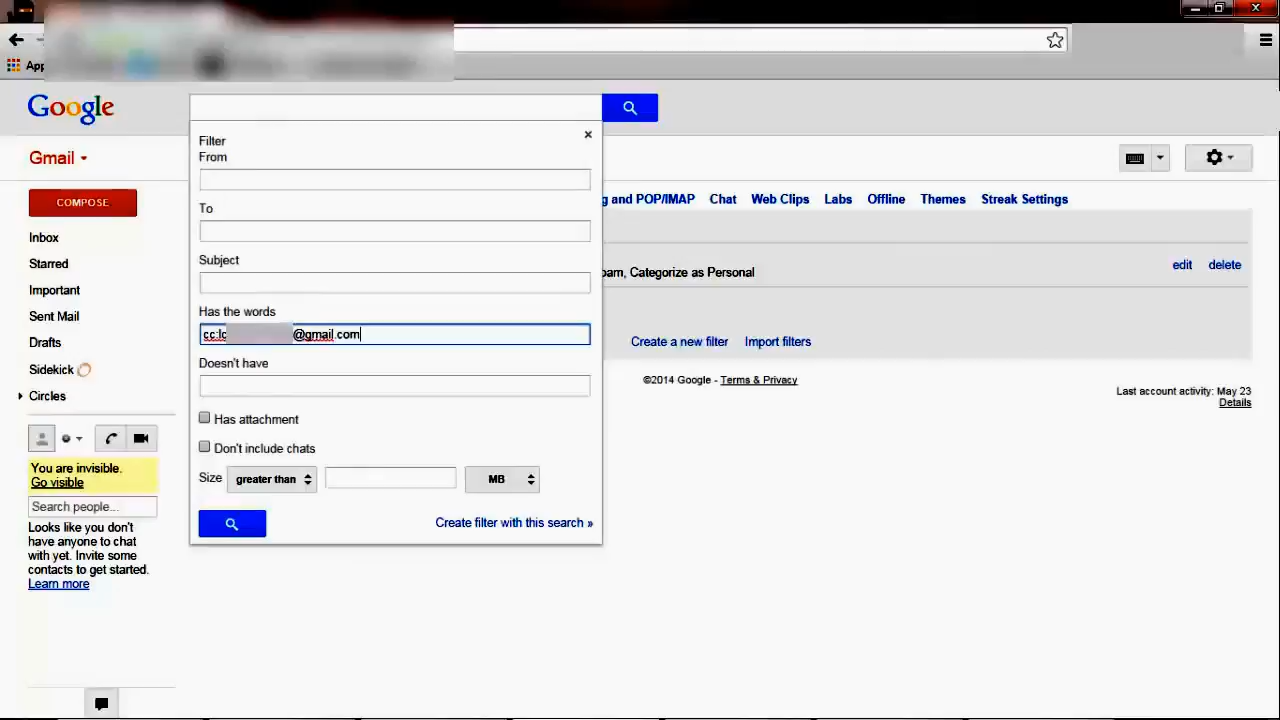 App
Google
Filter
From
Gmail
To
COMPOSE
g and POP/IMAP Chat Web Clips Labs Offline Themes Streak Settings
Inbox
Starred
Subject
oam, Categorize as Personal
edit delete
Important
Has the words
Sent Mail
cc:lc @gmail.com
Drafts
Create a new filter Import filters
Doesn't have
Sidekick
©2014 Google - Terms & Privacy
Circles
Last account activity: May 23
Details
Has attachment
Don't include chats
You are invisible.
Go visible
Size greater than MB
Search people...
Create filter with this search »
Looks like you don't
have anyone to chat
with yet. Invite some
contacts to get started.
Learn more